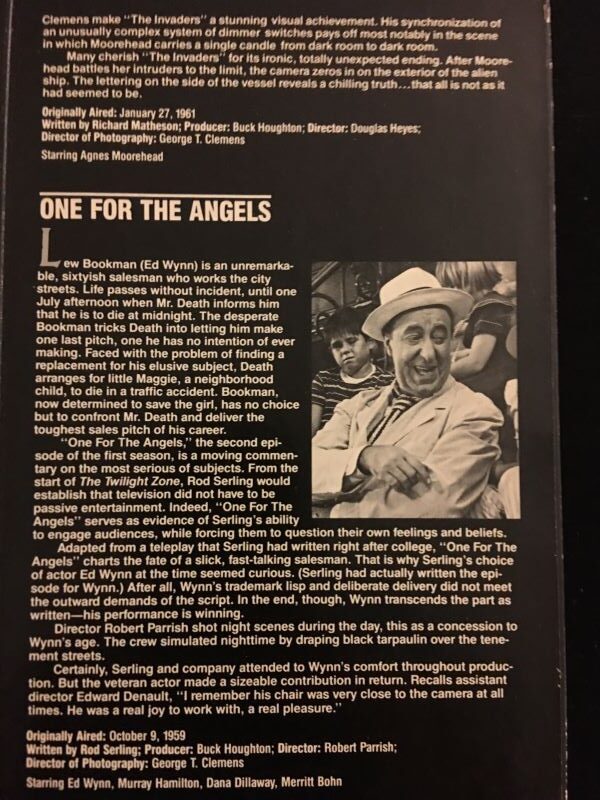 Clemens make "The Invaders" a stunning visual achievement. His synchronization of
an unusually complex system of dimmer switches pays off most notably in the scene
in which Moorehead carries a single candle from dark room to dark room.
Many cherish "The Invaders" for its ironic, totally unexpected ending. After Moore-
head battles her intruders to the limit, the camera zeros in on the exterior of the alien
ship. The lettering on the side of the vessel reveals a chilling truth...that all is not as it
had seemed to be.
Originally Aired: January 27, 1961
Written by Richard Matheson; Producer: Buck Houghton; Director: Douglas Heyes;
Director of Photography: George T. Clemens
Starring Agnes Moorehead
ONE FOR THE ANGELS
Lew Bookman (Ed Wynn) is an unremarka-
ble, sixtyish salesman who works the city
streets. Life passes without incident, until one
July afternoon when Mr. Death informs him
that he is to die at midnight. The desperate
Bookman tricks Death into letting him make
one last pitch, one he has no intention of ever
making. Faced with the problem of finding a
replacement for his elusive subject, Death
arranges for little Maggie, a neighborhood
child, to die in a traffic accident. Bookman,
now determined to save the girl, has no choice
but to confront Mr. Death and deliver the
toughest sales pitch of his career.
"One For The Angels," the second epi-
sode of the first season, is a moving commen-
tary on the most serious of subjects. From the
start of The Twilight Zone, Rod Serling would
establish that television did not have to be
passive entertainment. Indeed, "One For The
Angels" serves as evidence of Serling's ability
to engage audiences, while forcing them to question their own feelings and beliefs.
Adapted from a teleplay that Serling had written right after college, "One For The
Angels" charts the fate of a slick, fast-talking salesman. That is why Serling's choice
of actor Ed Wynn at the time seemed curious. (Serling had actually written the epi-
sode for Wynn.) After all, Wynn's trademark lisp and deliberate delivery did not meet
the outward demands of the script. In the end, though, Wynn transcends the part as
written—his performance is winning.
Director Robert Parrish shot night scenes during the day, this as a concession to
Wynn's age. The crew simulated nighttime by draping black tarpaulin over the tene-
ment streets.
Certainly, Serling and company attended to Wynn's comfort throughout produc-
tion. But the veteran actor made a sizeable contribution in return. Recalls assistant
director Edward Denault, "I remember his chair was very close to the camera at all
times. He was a real joy to work with, a real pleasure."
Originally Aired: October 9, 1959
Written by Rod Serling; Producer: Buck Houghton; Director: Robert Parrish;
Director of Photography: George T. Clemens
Starring Ed Wynn, Murray Hamilton, Dana Dillaway, Merritt Bohn